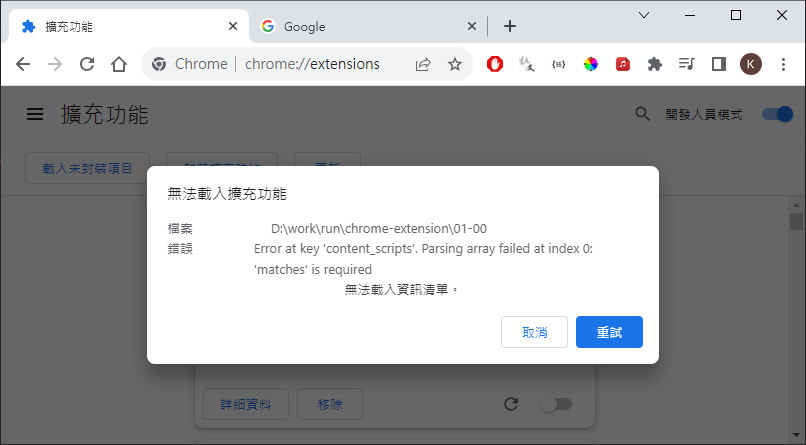 擴充功能
Google
Chrome
chrome://extensions
K
擴充功能
開發人員模式
載入未封裝項目
無法載入擴充功能
檔案 D:\work\run\chrome-extension\01-00
錯誤 Error at key 'content_scripts'. Parsing array failed at index 0:
'matches' is required
無法載入資訊清單。
取消
重試
詳細資料
移除